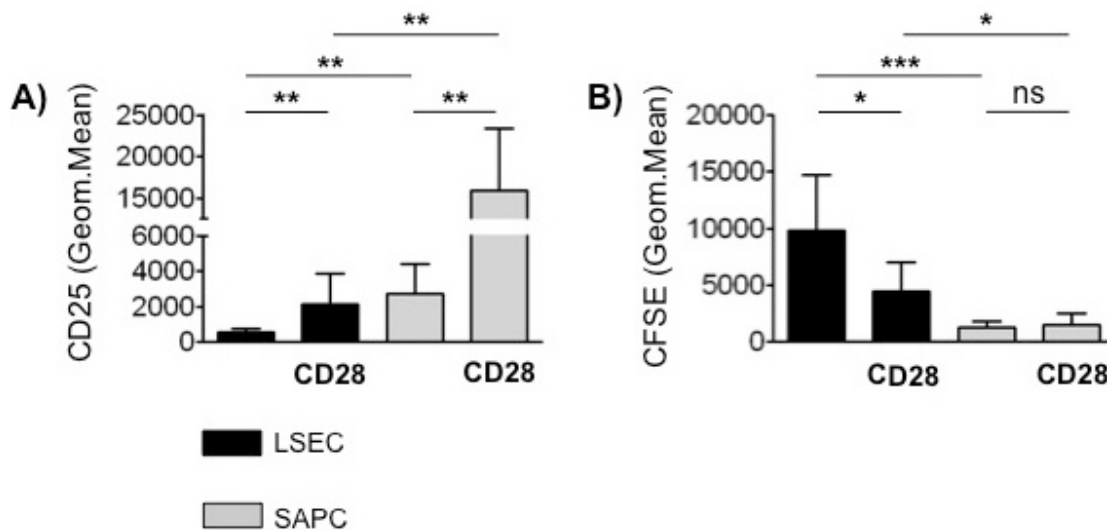 **
*
**
***
A)
**
**
B)
*
ns
CD25 (Geom.Mean)
25000
20000
15000
6000
4000
2000
0
CD28
CD28
CFSE (Geom.Mean)
20000
15000
10000
5000
0
CD28
CD28
LSEC
SAPC